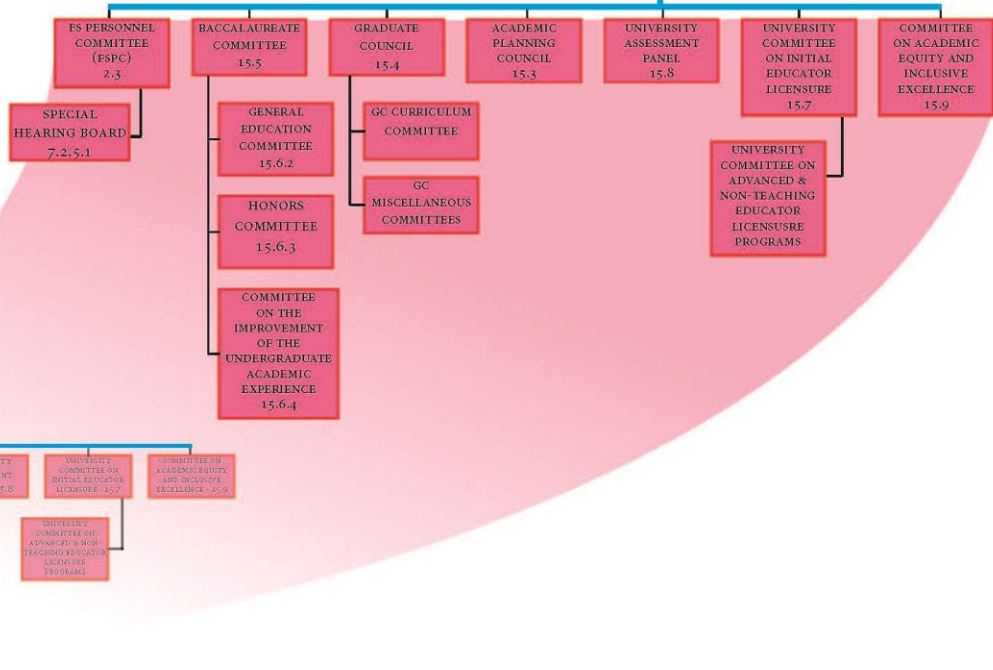 FS PERSONNEL
COMMITTEE
(FSPC)
2.3
BACCALAUREATE
COMMITTEE
15.5
GRADUATE
COUNCIL
15.4
ACADEMIC
PLANNING
COUNCIL
15.3
UNIVERSITY
ASSESSMENT
PANEL
15.8
UNIVERSITY
COMMITTEE
ON INITIAL
EDUCATOR
LICENSURE
15.7
COMMITTEE
ON ACADEMIC
EQUITY AND
INCLUSIVE
EXCELLENCE
15.9
SPECIAL
HEARING BOARD
7.2.5.1
GENERAL
EDUCATION
COMMITTEE
15.6.2
GC CURRICULUM
COMMITTEE
UNIVERSITY
COMMITTEE ON
ADVANCED &
NON-TEACHING
EDUCATOR
LICENSUSRE
PROGRAMS
HONORS
COMMITTEE
15.6.3
GC
MISCELLANEOUS
COMMITTEES
COMMITTEE
ON THE
IMPROVEMENT
OF THE
UNDERGRADUATE
ACADEMIC
EXPERIENCE
15.6.4
UNIVERSITY
COMMITTEE ON
INITIAL EDUCATOR
LICENSURE - 15.7
COMMITTEE ON
ACADEMIC EQUITY
AND INCLUSIVE
EXCELLENCE - 15.9
UNIVERSITY
COMMITTEE ON
ADVANCED & NON-
TEACHING EDUCATOR
LICENSURE
PROGRAMS